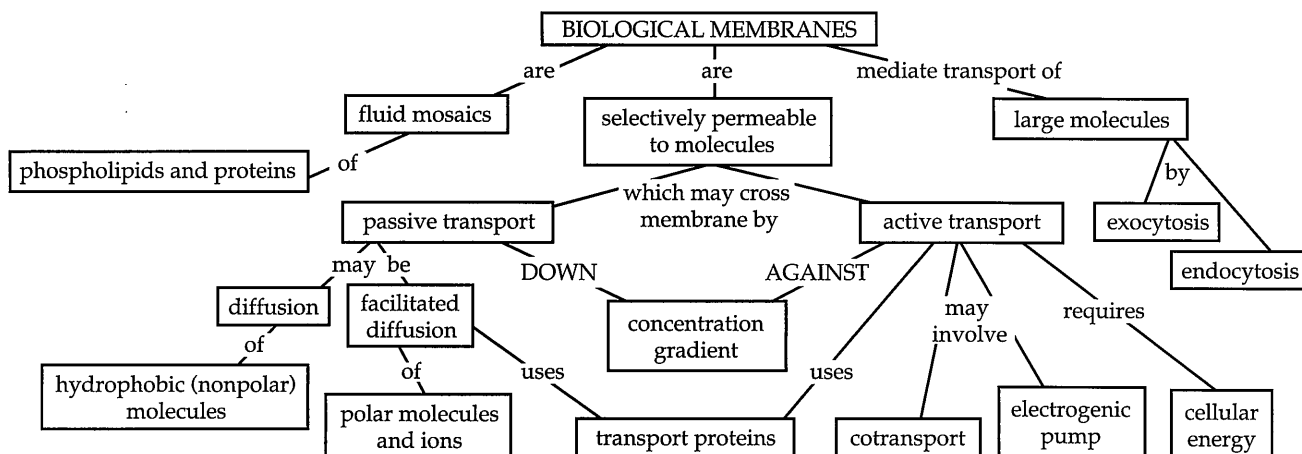 BIOLOGICAL MEMBRANES
are
are
mediate transport of
fluid mosaics
selectively permeable
to molecules
large molecules
phospholipids and proteins
of
by
which may cross
membrane by
passive transport
active transport
exocytosis
endocytosis
may be
DOWN
AGAINST
diffusion
facilitated
diffusion
concentration
gradient
may
involve
requires
of
hydrophobic (nonpolar)
molecules
of
uses
uses
polar molecules
and ions
transport proteins
cotransport
electrogenic
pump
cellular
energy